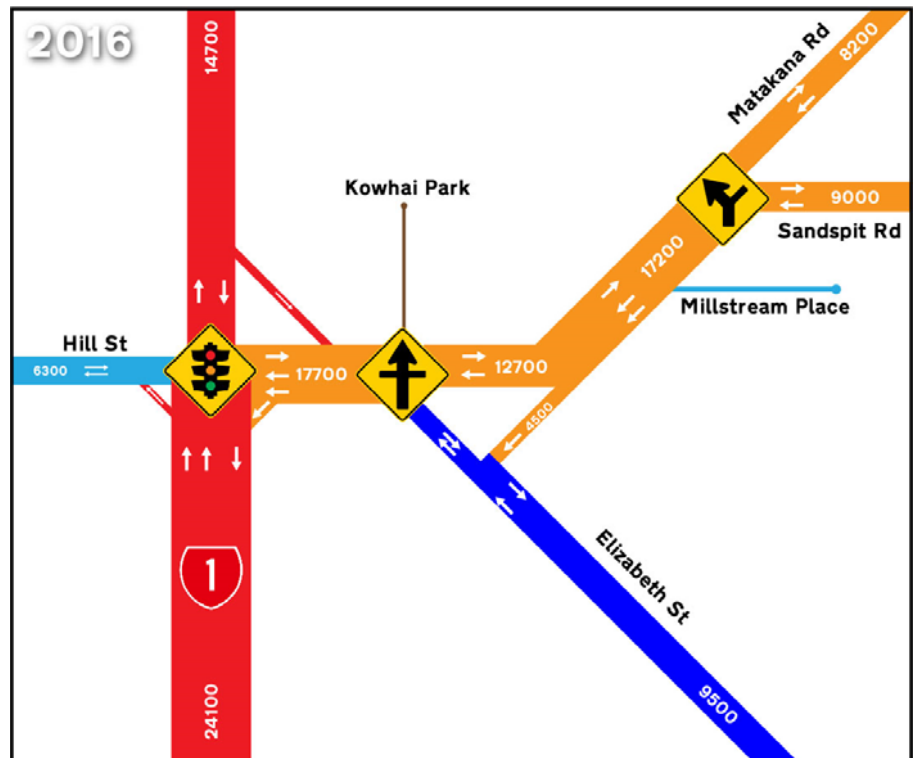 2016
14700
Matakana Rd
8200
Kowhai Park
9000
Sandspit Rd
17200
Millstream Place
Hill St
6300
17700
12700
4500
Elizabeth St
1
24100
9500